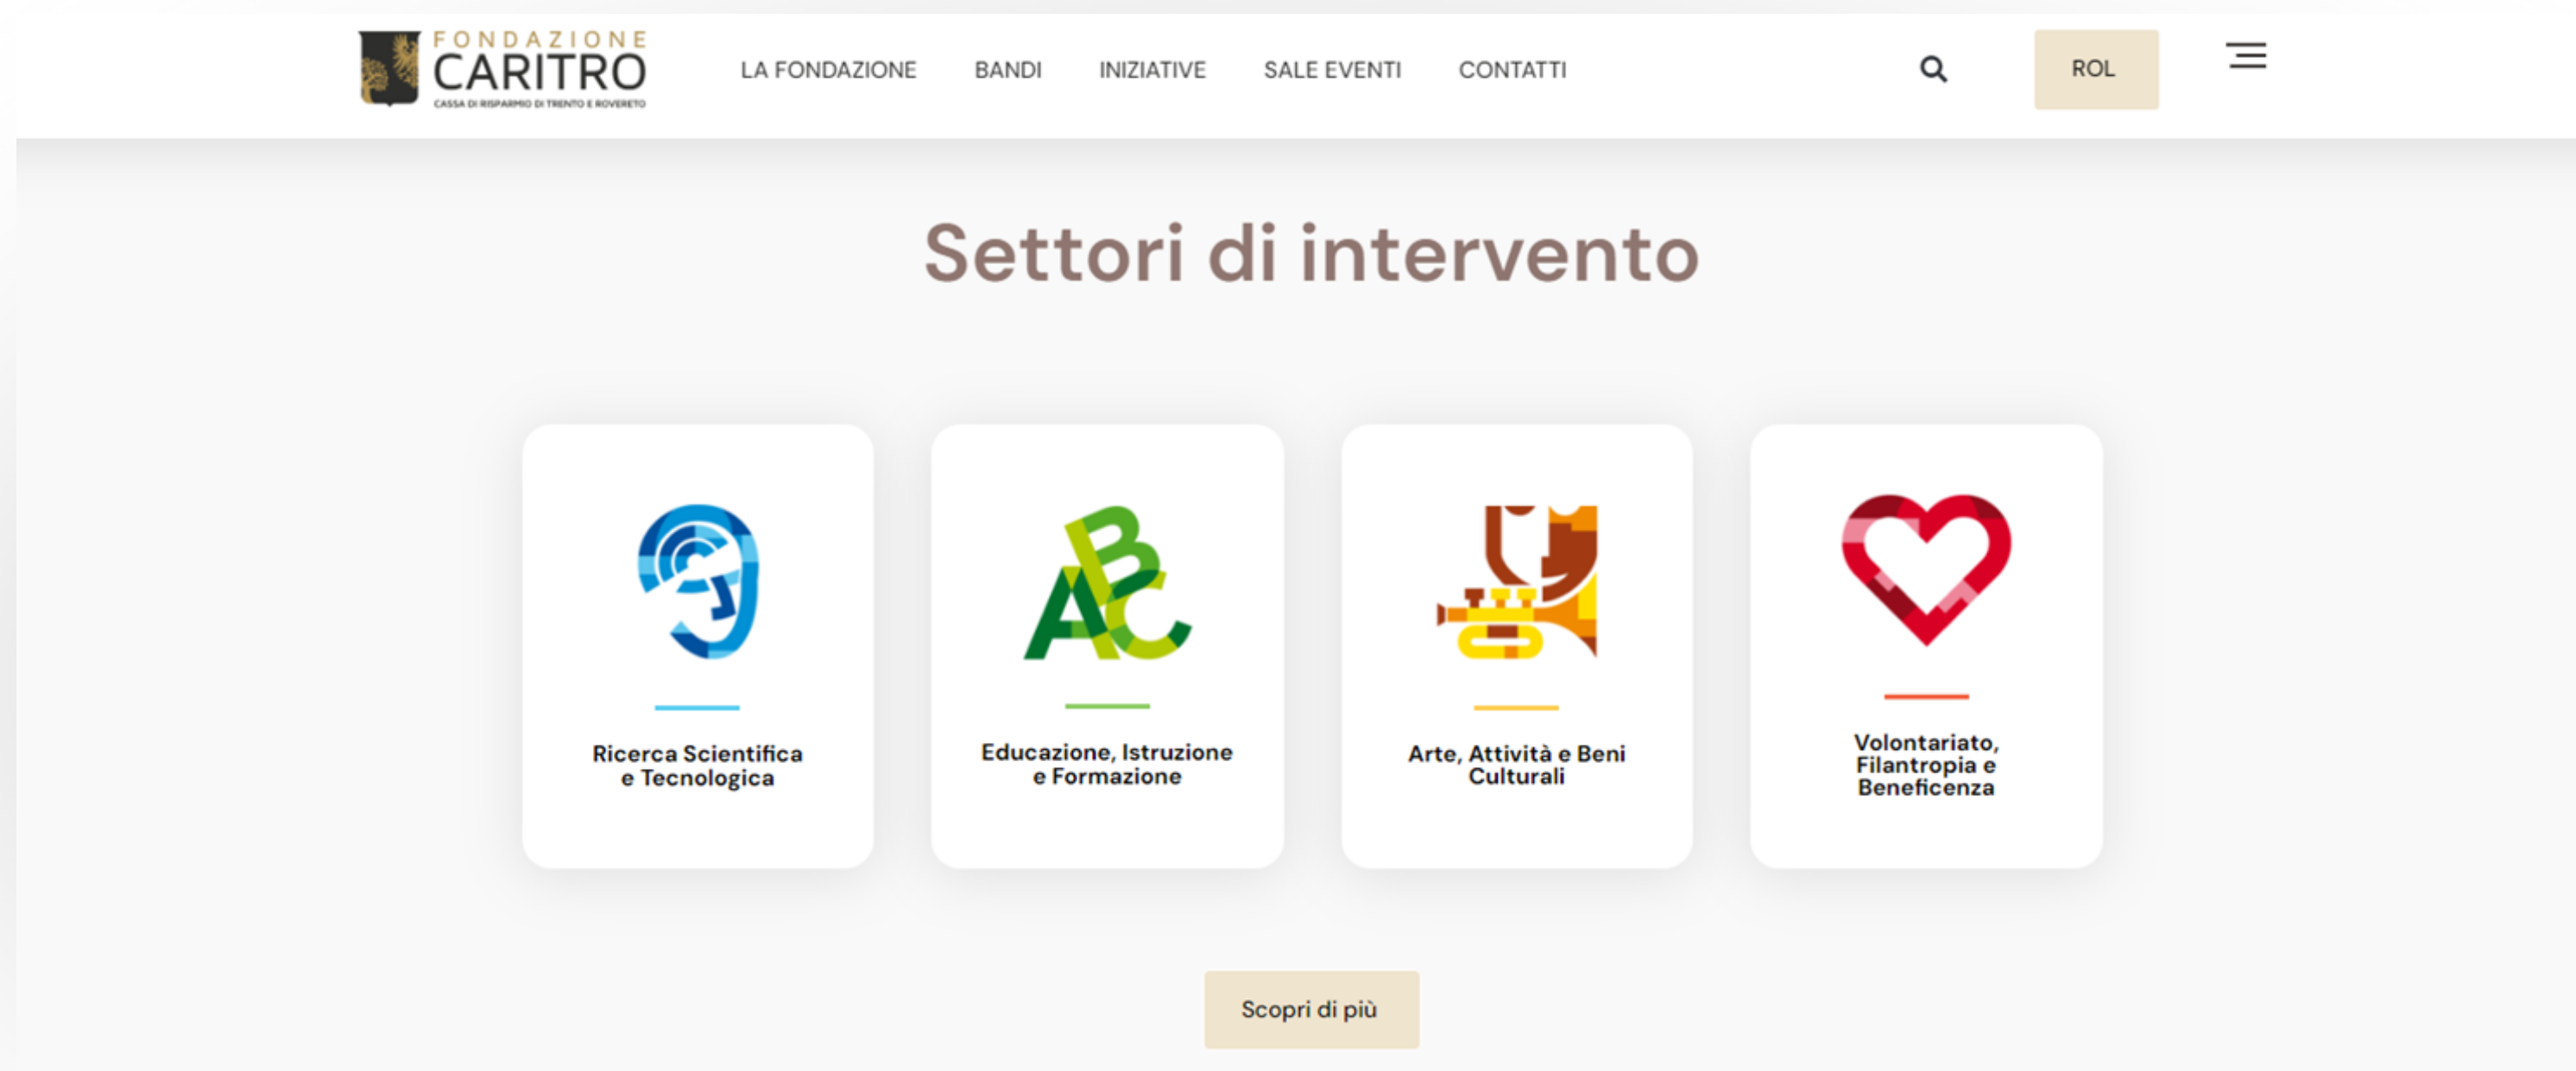 FONDAZIONE
CARITRO
CASSA DI RISPARMIO DI TRENTO E ROVERETO
LA FONDAZIONE
BANDI
INIZIATIVE
SALE EVENTI
CONTATTI
ROL
Settori di intervento
ABC
Ricerca Scientifica
e Tecnologica
Educazione, Istruzione
e Formazione
Arte, Attività e Beni
Culturali
Volontariato,
Filantropia e
Beneficenza
Scopri di più